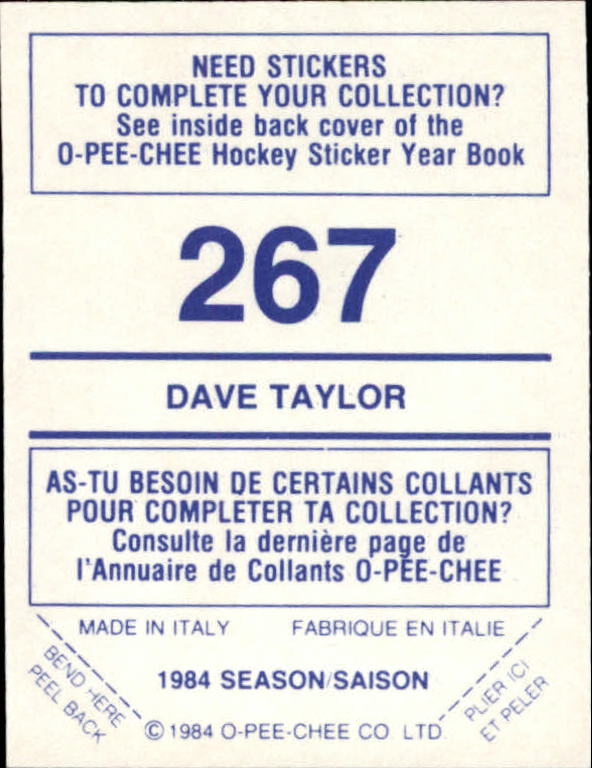 NEED STICKERS
TO COMPLETE YOUR COLLECTION?
See inside back cover of the
O-PEE-CHEE Hockey Sticker Year Book
267
DAVE TAYLOR
AS-TU BESOIN DE CERTAINS COLLANTS
POUR COMPLETER TA COLLECTION?
Consulte la dernière page de
l'Annuaire de Collants O-PEE-CHEE
MADE IN ITALY FABRIQUE EN ITALIE
BEND HERE
PEEL BACK
1984 SEASON/SAISON
PLIER ICI
ET PELER
© 1984 O-PEE-CHEE CO. LTD.